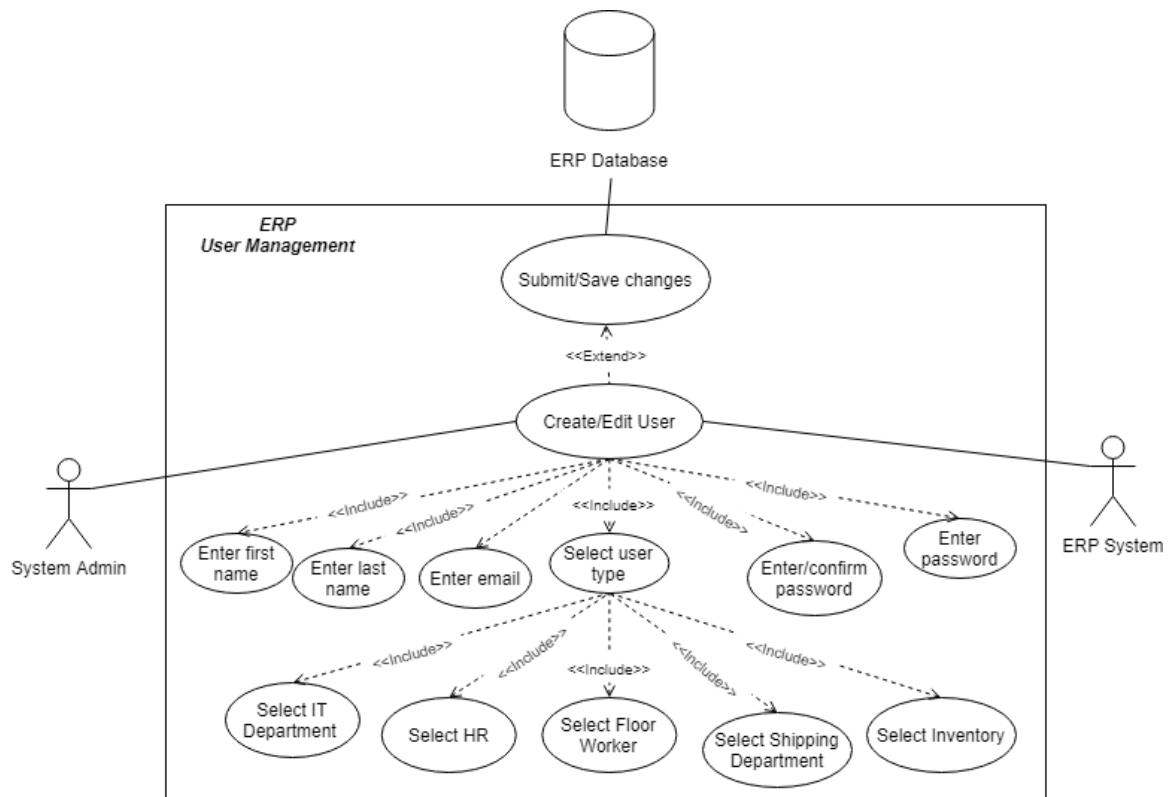 ERP Database
ERP
User Management
Submit/Save changes
<<Extend>>
Create/Edit User
<<Include>>
<<Include>>
<<Include>>
<<Include>>
<<Include>>
System Admin
ERP System
Enter first
name
Enter last
name
Enter email
Select user
type
Enter/confirm
password
Enter
password
<<Include>>
<<Include>>
<<Include>>
<<Include>>
<<Include>>
Select IT
Department
Select HR
Select Floor
Worker
Select Shipping
Department
Select Inventory